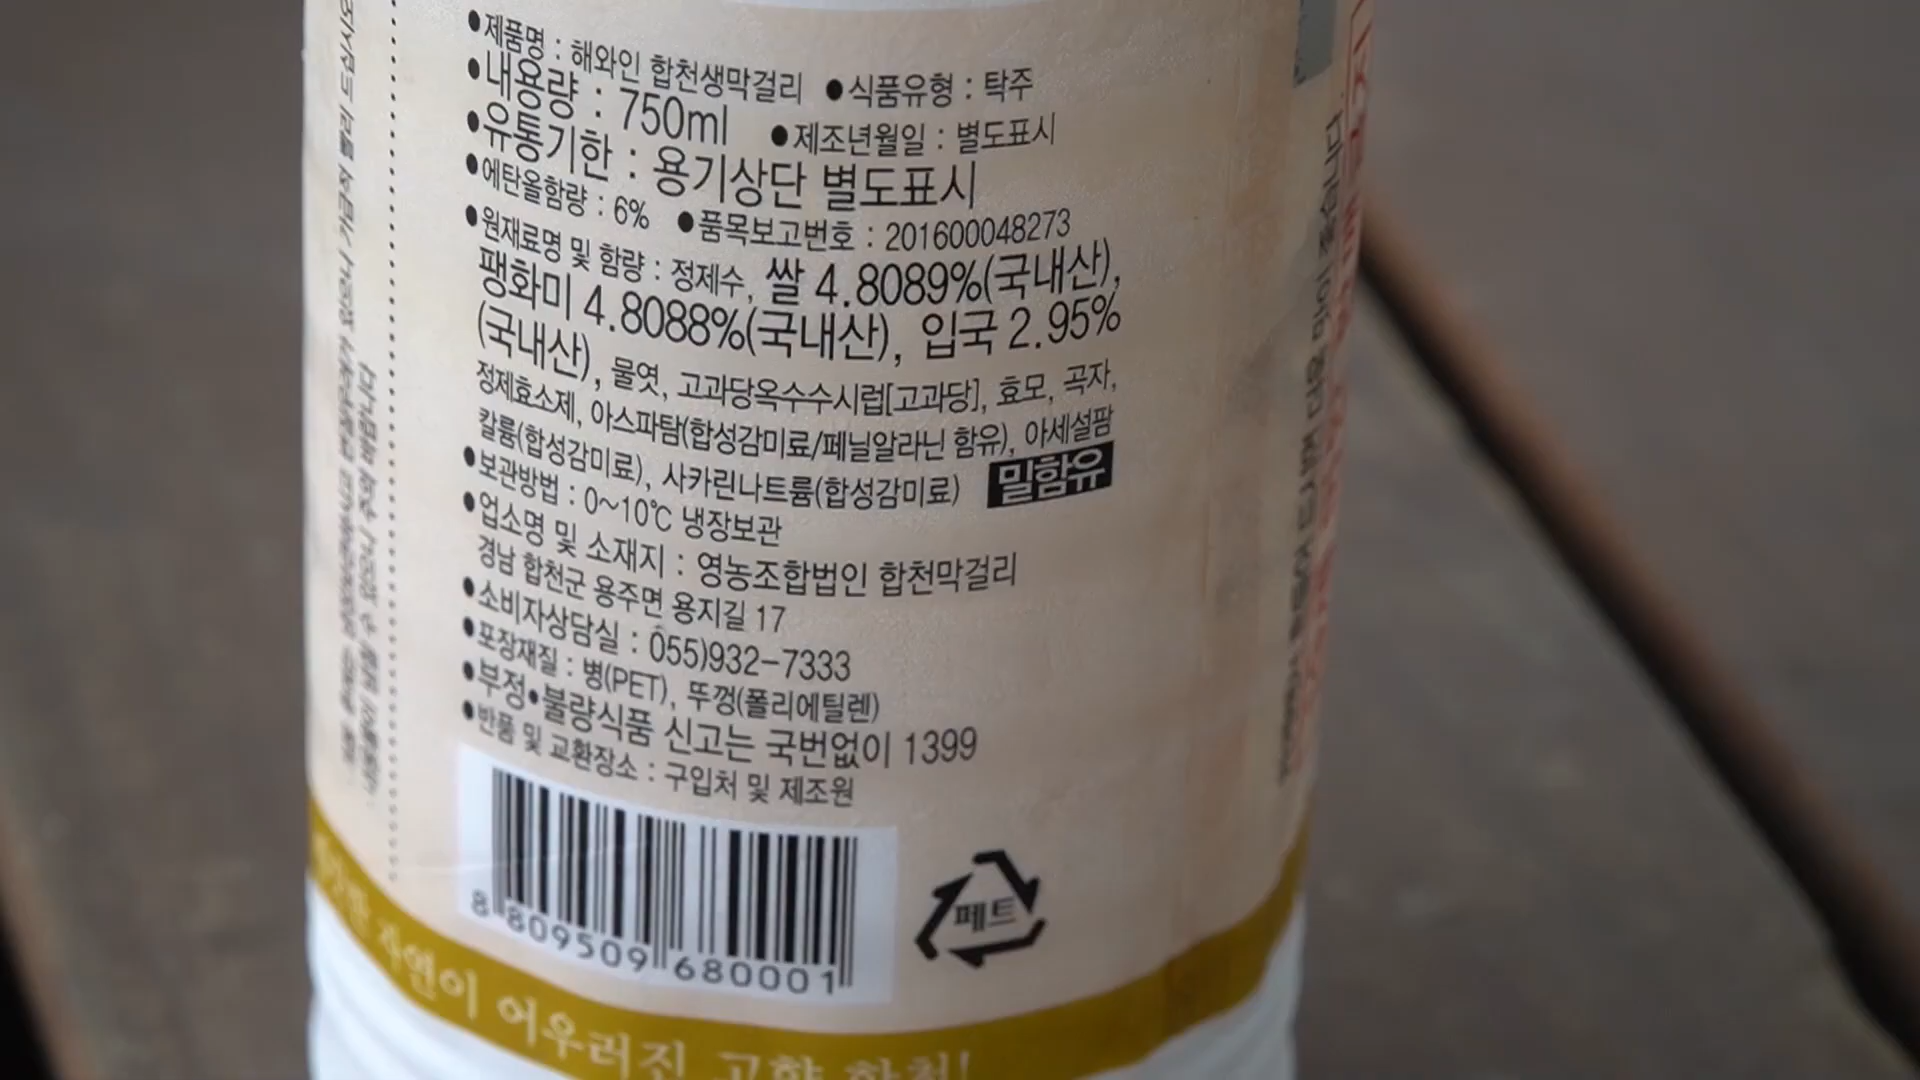 ●제품명 : 해와인 합천생막걸리 ●식품유형 : 탁주
●내용량 : 750ml ●제조년월일 : 별도표시
●유통기한 : 용기상단 별도표시
●에탄올함량 : 6% ●품목보고번호 : 201600048273
●원재료명 및 함량 : 정제수, 쌀 4.8089%(국내산),
팽화미 4.8088%(국내산), 입국 2.95%
(국내산), 물엿, 고과당옥수수시럽[고과당], 효모, 곡자,
정제효소제, 아스파탐(합성감미료/페닐알라닌 함유), 아세설팜
칼륨(합성감미료), 사카린나트륨(합성감미료) 밀함유
●보관방법 : 0~10℃ 냉장보관
●업소명 및 소재지 : 영농조합법인 합천막걸리
경남 합천군 용주면 용지길 17
●소비자상담실 : 055)932-7333
●포장재질 : 병(PET), 뚜껑(폴리에틸렌)
●부정•불량식품 신고는 국번없이 1399
●반품 및 교환장소 : 구입처 및 제조원
8 809509 680001
페트
자연이 어우러진 고향 합천!